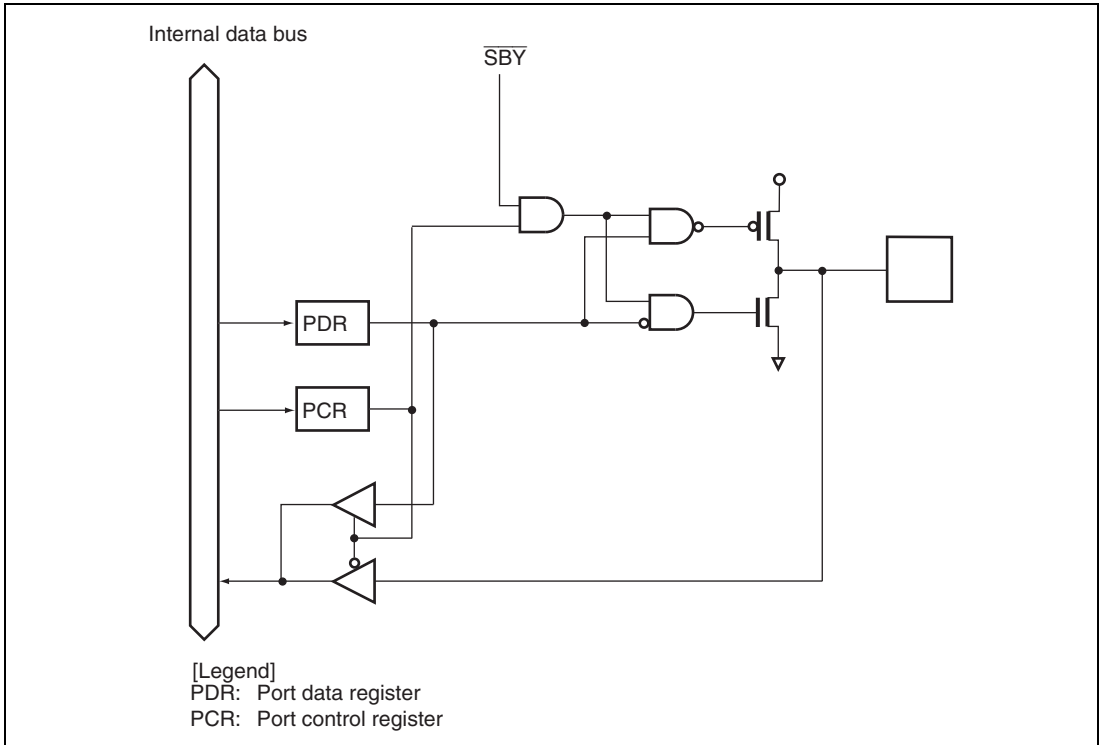 Internal data bus
SBY
PDR
PCR
[Legend]
PDR: Port data register
PCR: Port control register